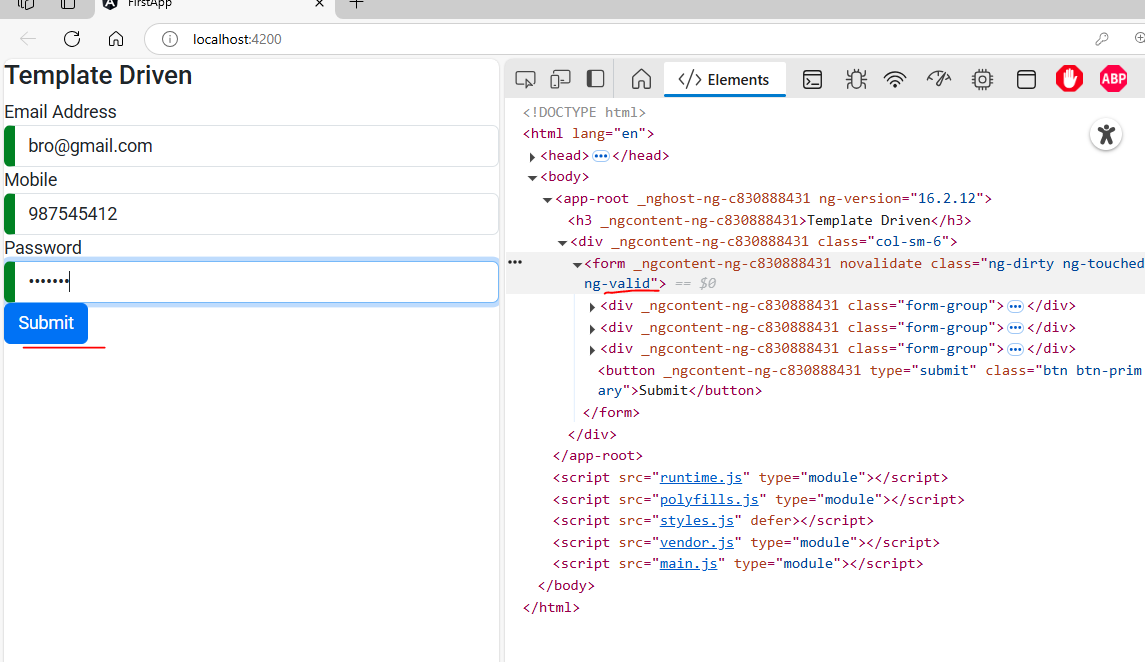 FirstApp
localhost:4200
Template Driven
Email Address
bro@gmail.com
Mobile
987545412
Password
•••••••
Submit
Elements
ABP
<!DOCTYPE html>
<html lang="en">
<head> ••• </head>
<body>
<app-root _nghost-ng-c830888431 ng-version="16.2.12">
<h3 _ngcontent-ng-c830888431>Template Driven</h3>
<div _ngcontent-ng-c830888431 class="col-sm-6">
••• <form _ngcontent-ng-c830888431 novalidate class="ng-dirty ng-touched
ng-valid"> == $0
<div _ngcontent-ng-c830888431 class="form-group"> ••• </div>
<div _ngcontent-ng-c830888431 class="form-group"> ••• </div>
<div _ngcontent-ng-c830888431 class="form-group"> ••• </div>
<button _ngcontent-ng-c830888431 type="submit" class="btn btn-prim
ary">Submit</button>
</form>
</div>
</app-root>
<script src="runtime.js" type="module"></script>
<script src="polyfills.js" type="module"></script>
<script src="styles.js" defer></script>
<script src="vendor.js" type="module"></script>
<script src="main.js" type="module"></script>
</body>
</html>